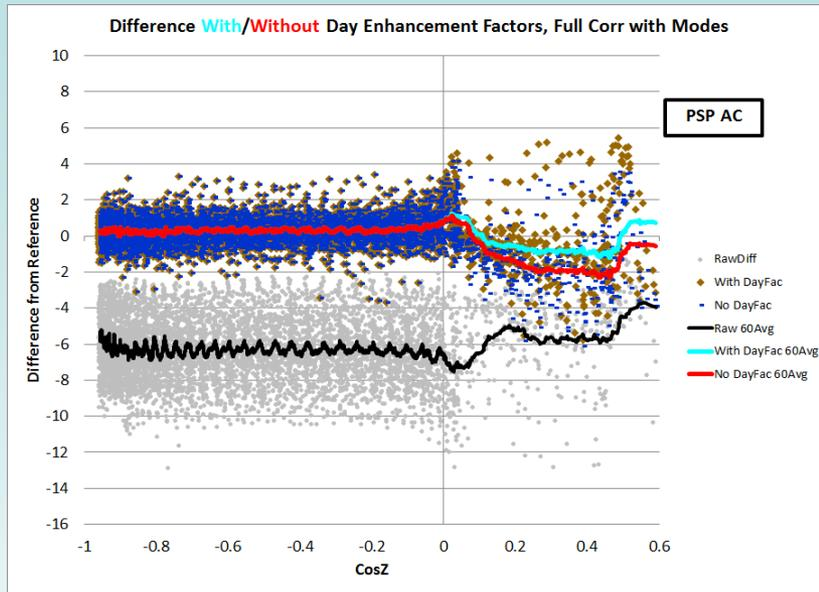 Difference With/Without Day Enhancement Factors, Full Corr with Modes
PSP AC
Difference from Reference
10
8
6
4
2
0
-2
-4
-6
-8
-10
-12
-14
-16
-1
-0.8
-0.6
-0.4
-0.2
0
0.2
0.4
0.6
CosZ
RawDiff
With DayFac
No DayFac
Raw 60Avg
With DayFac 60Avg
No DayFac 60Avg